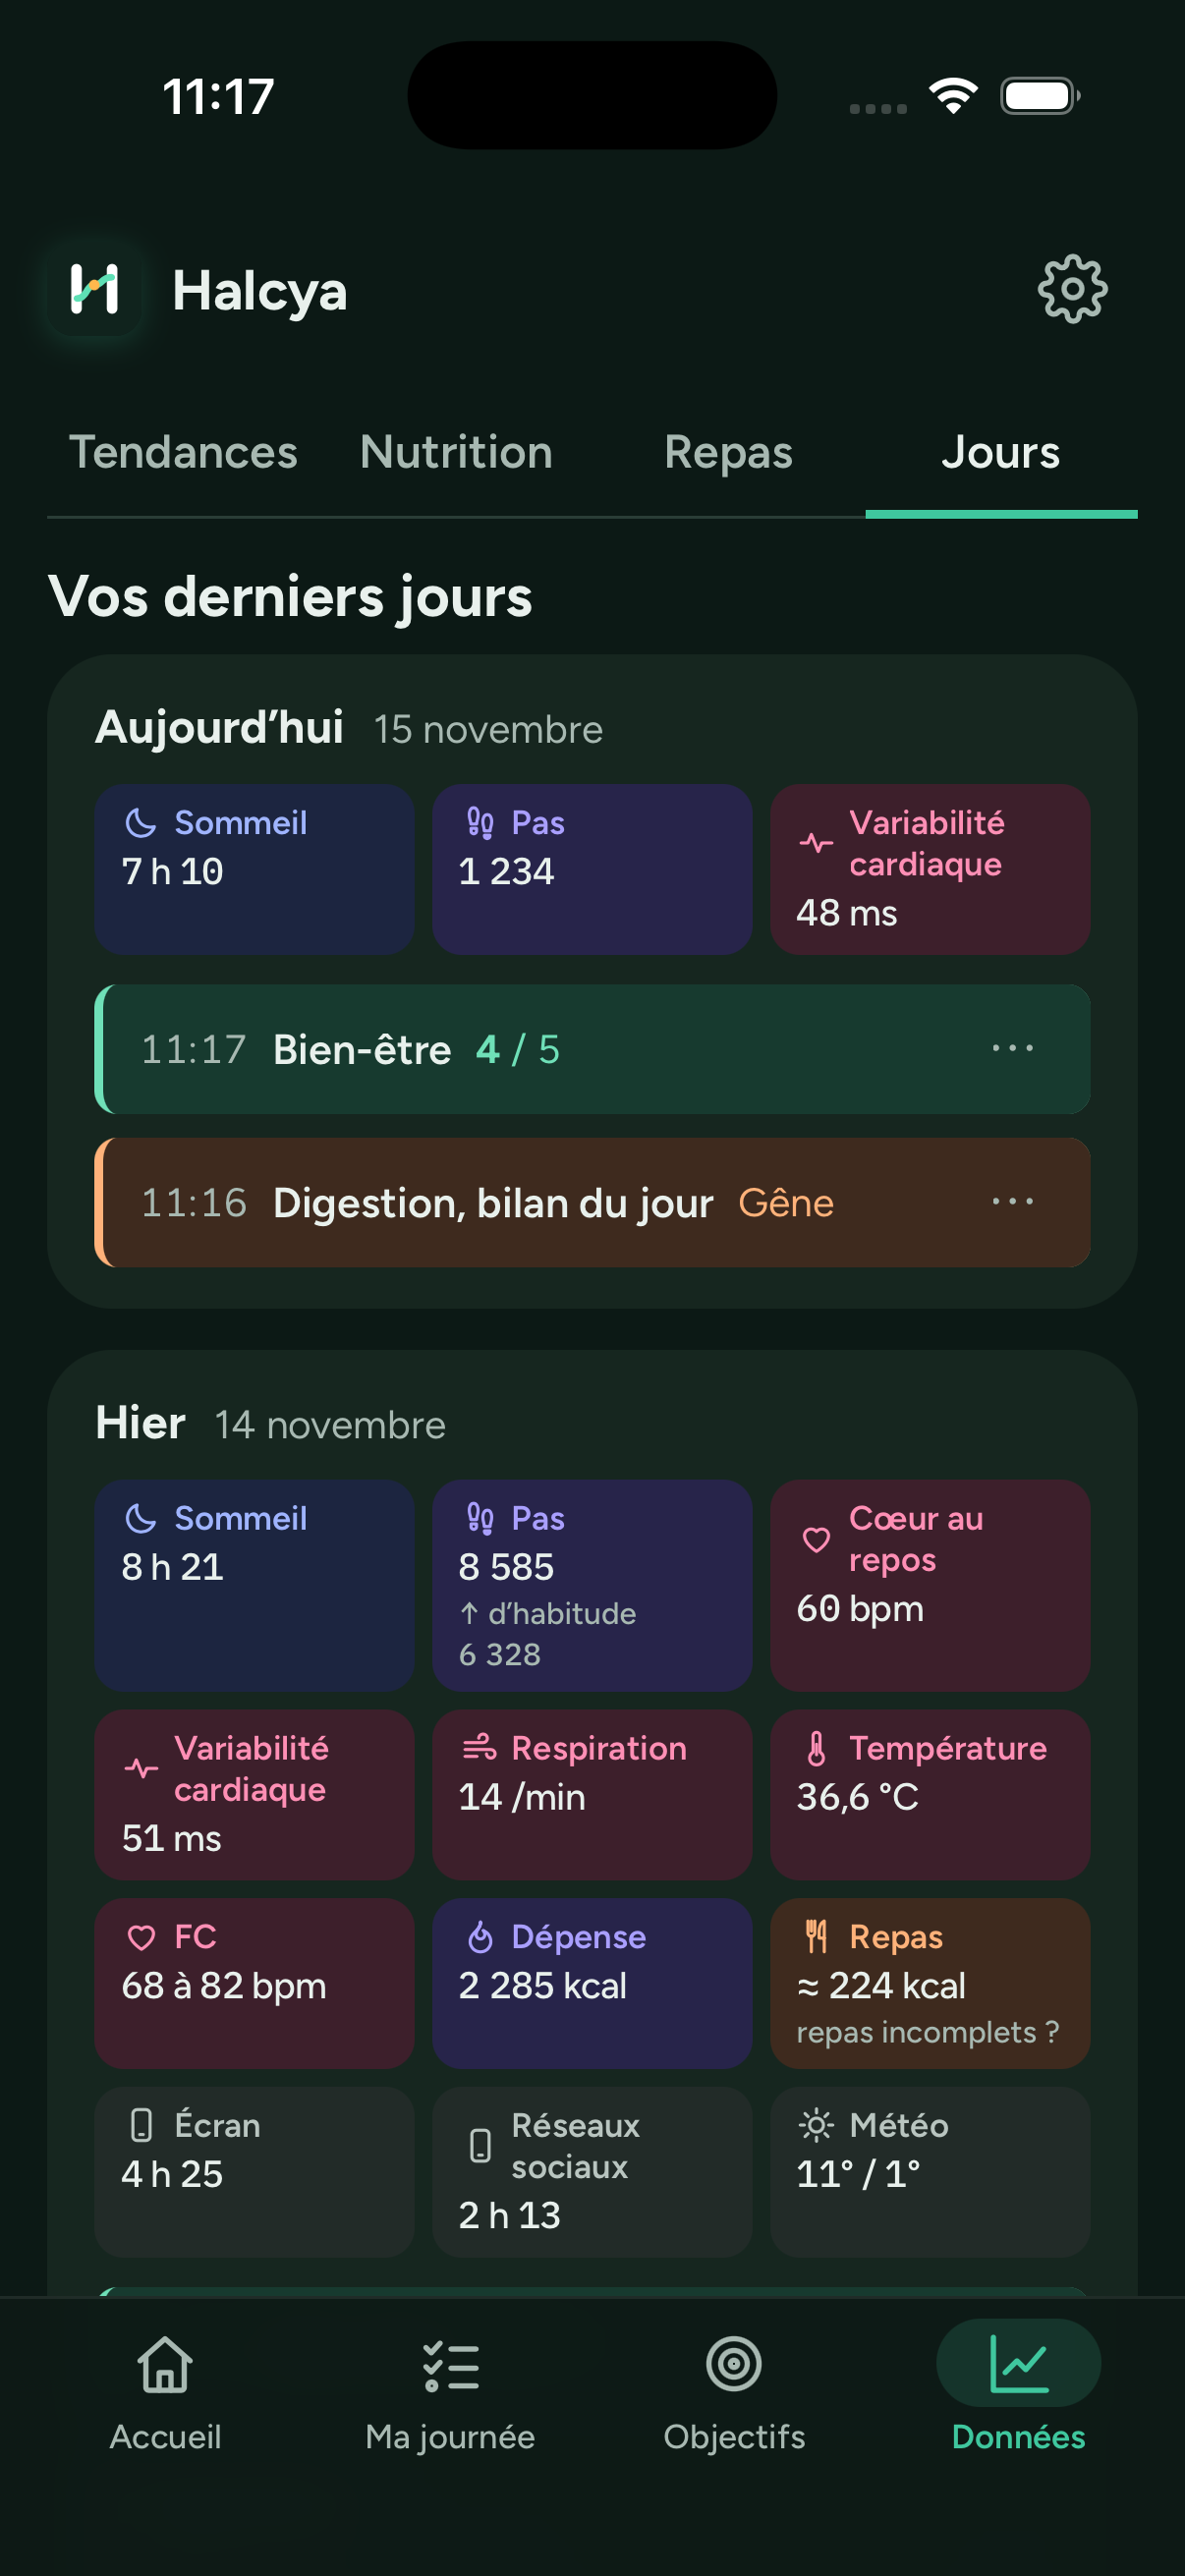 11:17
Halcya
Tendances Nutrition Repas Jours
Vos derniers jours
Aujourd’hui 15 novembre
Sommeil
7 h 10
Pas
1 234
Variabilité
cardiaque
48 ms
11:17 Bien-être 4 / 5
11:16 Digestion, bilan du jour Gêne
Hier 14 novembre
Sommeil
8 h 21
Pas
8 585
↑ d’habitude
6 328
Cœur au
repos
60 bpm
Variabilité
cardiaque
51 ms
Respiration
14 /min
Température
36,6 °C
FC
68 à 82 bpm
Dépense
2 285 kcal
Repas
≈ 224 kcal
repas incomplets ?
Écran
4 h 25
Réseaux
sociaux
2 h 13
Météo
11° / 1°
Accueil Ma journée Objectifs Données